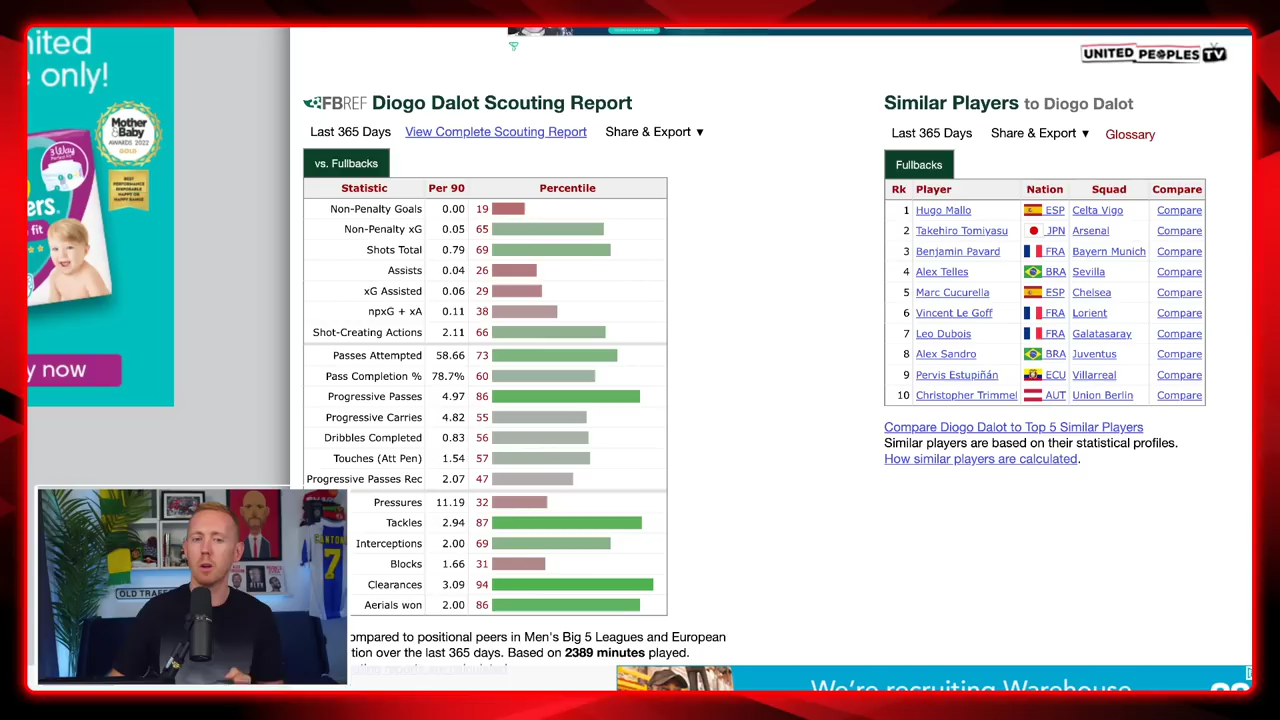 ited
e only!
Mother
&Baby
AWARDS 2022
GOLD
ers.
y now
UNITED PEOPLES TV
FBREF Diogo Dalot Scouting Report
Last 365 Days View Complete Scouting Report Share & Export ▼
vs. Fullbacks
Statistic Per 90 Percentile
Non-Penalty Goals 0.00 19
Non-Penalty xG 0.05 65
Shots Total 0.79 69
Assists 0.04 26
xG Assisted 0.06 29
npxG + xA 0.11 38
Shot-Creating Actions 2.11 66
Passes Attempted 58.66 73
Pass Completion % 78.7% 60
Progressive Passes 4.97 86
Progressive Carries 4.82 55
Dribbles Completed 0.83 56
Touches (Att Pen) 1.54 57
Progressive Passes Rec 2.07 47
Pressures 11.19 32
Tackles 2.94 87
Interceptions 2.00 69
Blocks 1.66 31
Clearances 3.09 94
Aerials won 2.00 86
ompared to positional peers in Men's Big 5 Leagues and European
tion over the last 365 days. Based on 2389 minutes played.
Similar Players to Diogo Dalot
Last 365 Days Share & Export ▼ Glossary
Fullbacks
Rk Player Nation Squad Compare
1 Hugo Mallo ESP Celta Vigo Compare
2 Takehiro Tomiyasu JPN Arsenal Compare
3 Benjamin Pavard FRA Bayern Munich Compare
4 Alex Telles BRA Sevilla Compare
5 Marc Cucurella ESP Chelsea Compare
6 Vincent Le Goff FRA Lorient Compare
7 Leo Dubois FRA Galatasaray Compare
8 Alex Sandro BRA Juventus Compare
9 Pervis Estupiñán ECU Villarreal Compare
10 Christopher Trimmel AUT Union Berlin Compare
Compare Diogo Dalot to Top 5 Similar Players
Similar players are based on their statistical profiles.
How similar players are calculated.
OLD TRAFF
7
We're recruiting Warehouse